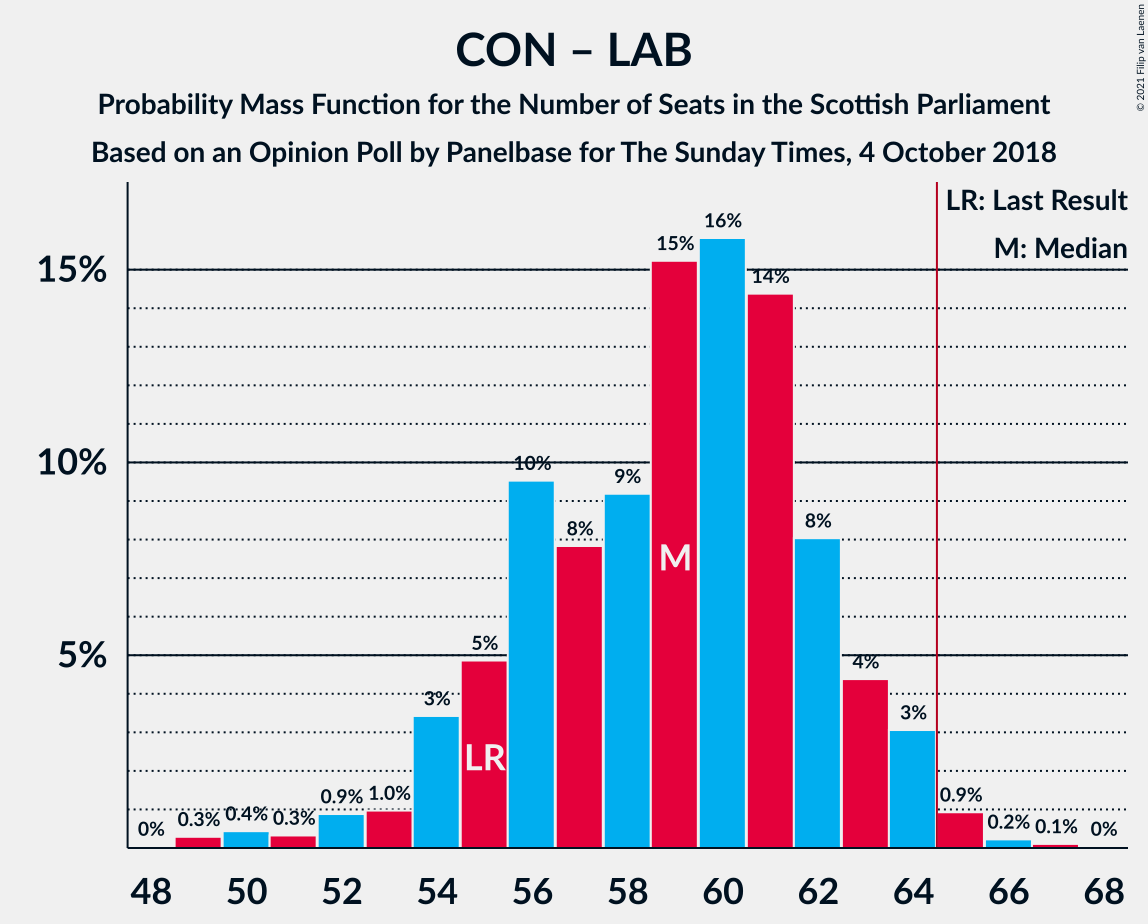 CON – LAB
Probability Mass Function for the Number of Seats in the Scottish Parliament
Based on an Opinion Poll by Panelbase for The Sunday Times, 4 October 2018
© 2021 Filip van Laenen
LR: Last Result
M: Median
15%
10%
5%
0%
0.3%
0.4%
0.3%
0.9%
1.0%
3%
5%
10%
8%
9%
15%
16%
14%
8%
4%
3%
0.9%
0.2%
0.1%
0%
LR
M
48 50 52 54 56 58 60 62 64 66 68